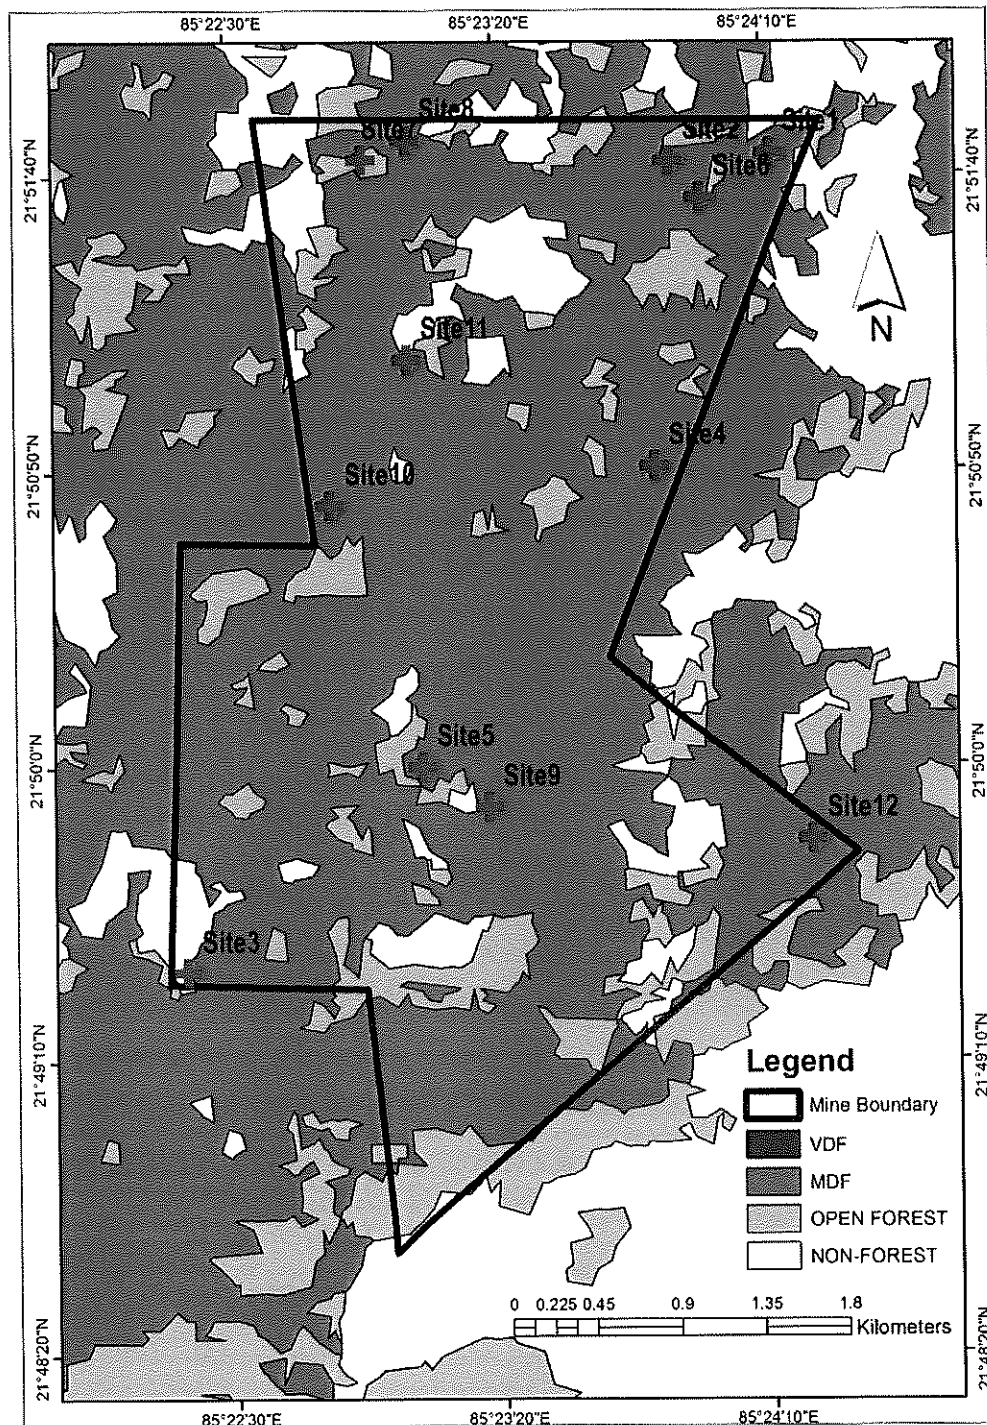 85°22'30"E 85°23'20"E 85°24'10"E
Site8
Site7 Site2 Site1
Site6
21°51'40"N 21°51'40"N
N
Site11
Site4
21°50'50"N Site10 21°50'50"N
Site5
21°50'0"N Site9 21°50'0"N
Site12
Site3
21°49'10"N 21°49'10"N
Legend
Mine Boundary
VDF
MDF
OPEN FOREST
NON-FOREST
0 0.225 0.45 0.9 1.35 1.8
Kilometers
21°48'20"N 21°48'20"N
85°22'30"E 85°23'20"E 85°24'10"E